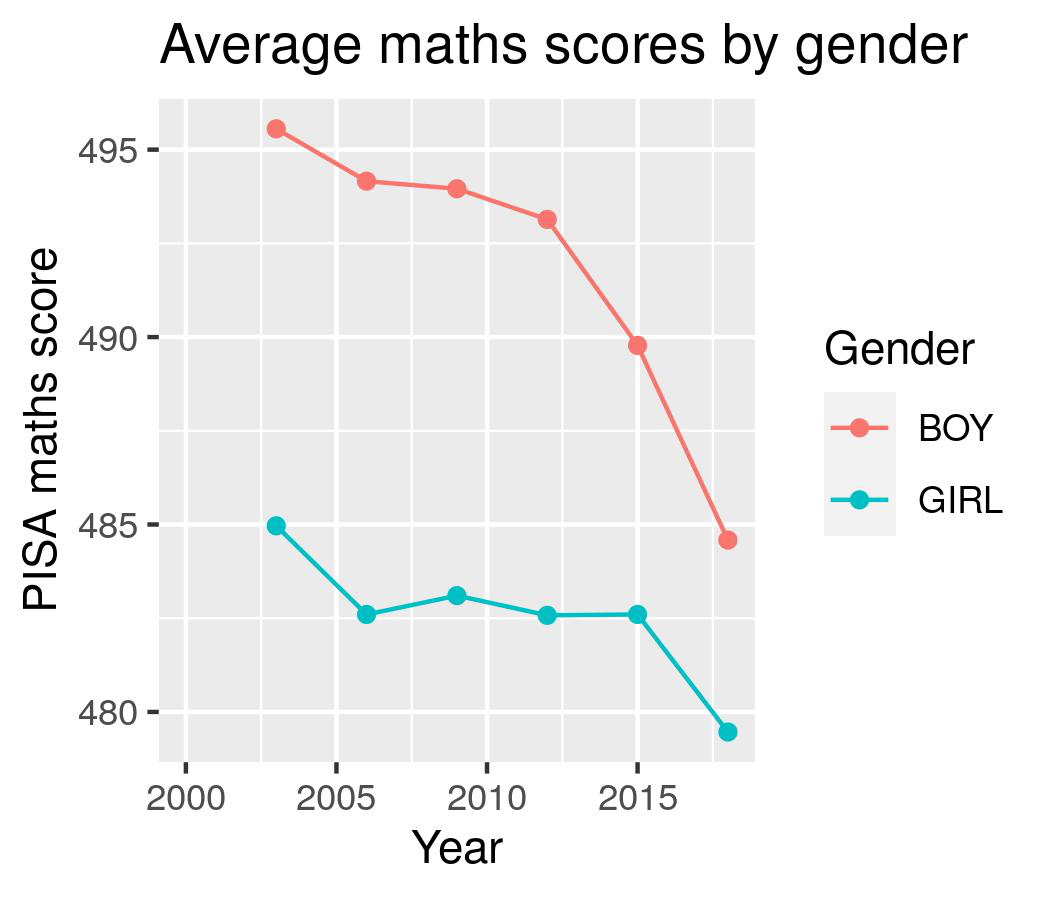 Average maths scores by gender
PISA maths score
495
490
485
480
2000 2005 2010 2015
Year
Gender
BOY
GIRL